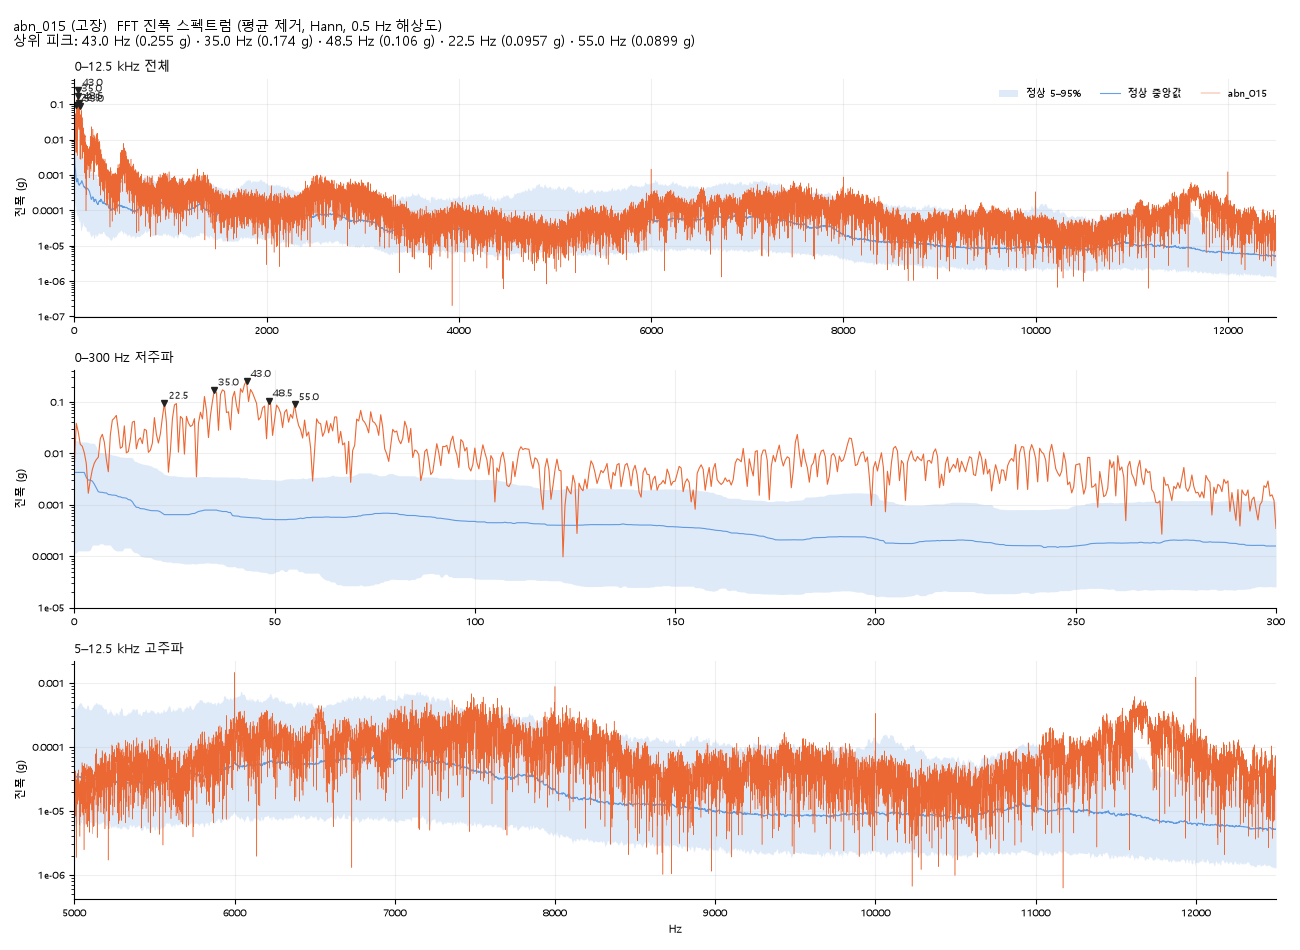 abn_015 (고장)  FFT 진폭 스펙트럼 (평균 제거, Hann, 0.5 Hz 해상도)
상위 피크: 43.0 Hz (0.255 g) · 35.0 Hz (0.174 g) · 48.5 Hz (0.106 g) · 22.5 Hz (0.0957 g) · 55.0 Hz (0.0899 g)
0–12.5 kHz 전체
43.0
35.0
정상 5–95% 정상 중앙값 abn_015
진폭 (g)
0.1
0.01
0.001
0.0001
1e-05
1e-06
1e-07
0 2000 4000 6000 8000 10000 12000
0–300 Hz 저주파
22.5 35.0 43.0 48.5 55.0
진폭 (g)
0.1
0.01
0.001
0.0001
1e-05
0 50 100 150 200 250 300
5–12.5 kHz 고주파
진폭 (g)
0.001
0.0001
1e-05
1e-06
5000 6000 7000 8000 9000 10000 11000 12000
Hz